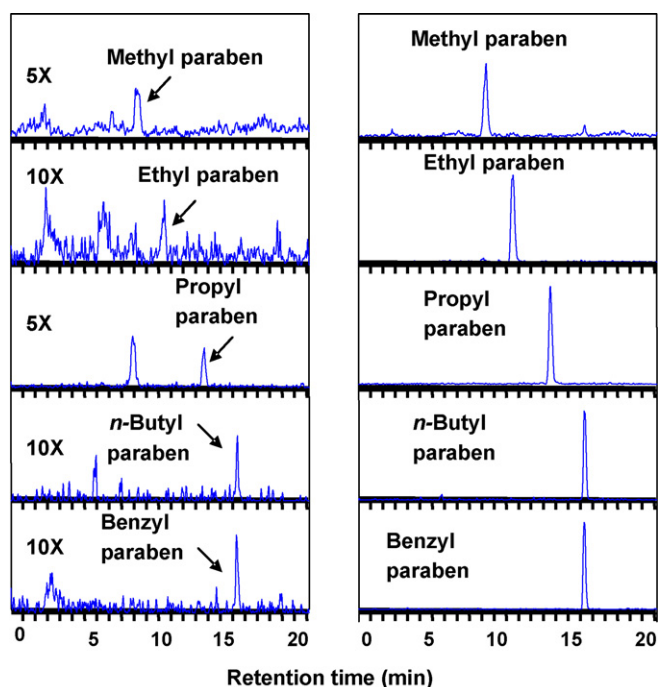 5X
Methyl paraben
10X
Ethyl paraben
5X
Propyl
paraben
10X
n-Butyl
paraben
10X
Benzyl
paraben
0 5 10 15 20
Methyl paraben
Ethyl paraben
Propyl
paraben
n-Butyl
paraben
Benzyl
paraben
0 5 10 15 20
Retention time (min)